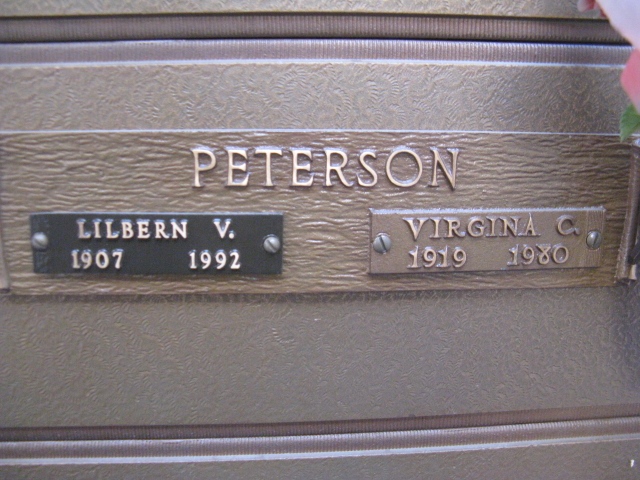 PETERSON
LILBERN V.
1907 1992
VIRGINA C.
1919 1980